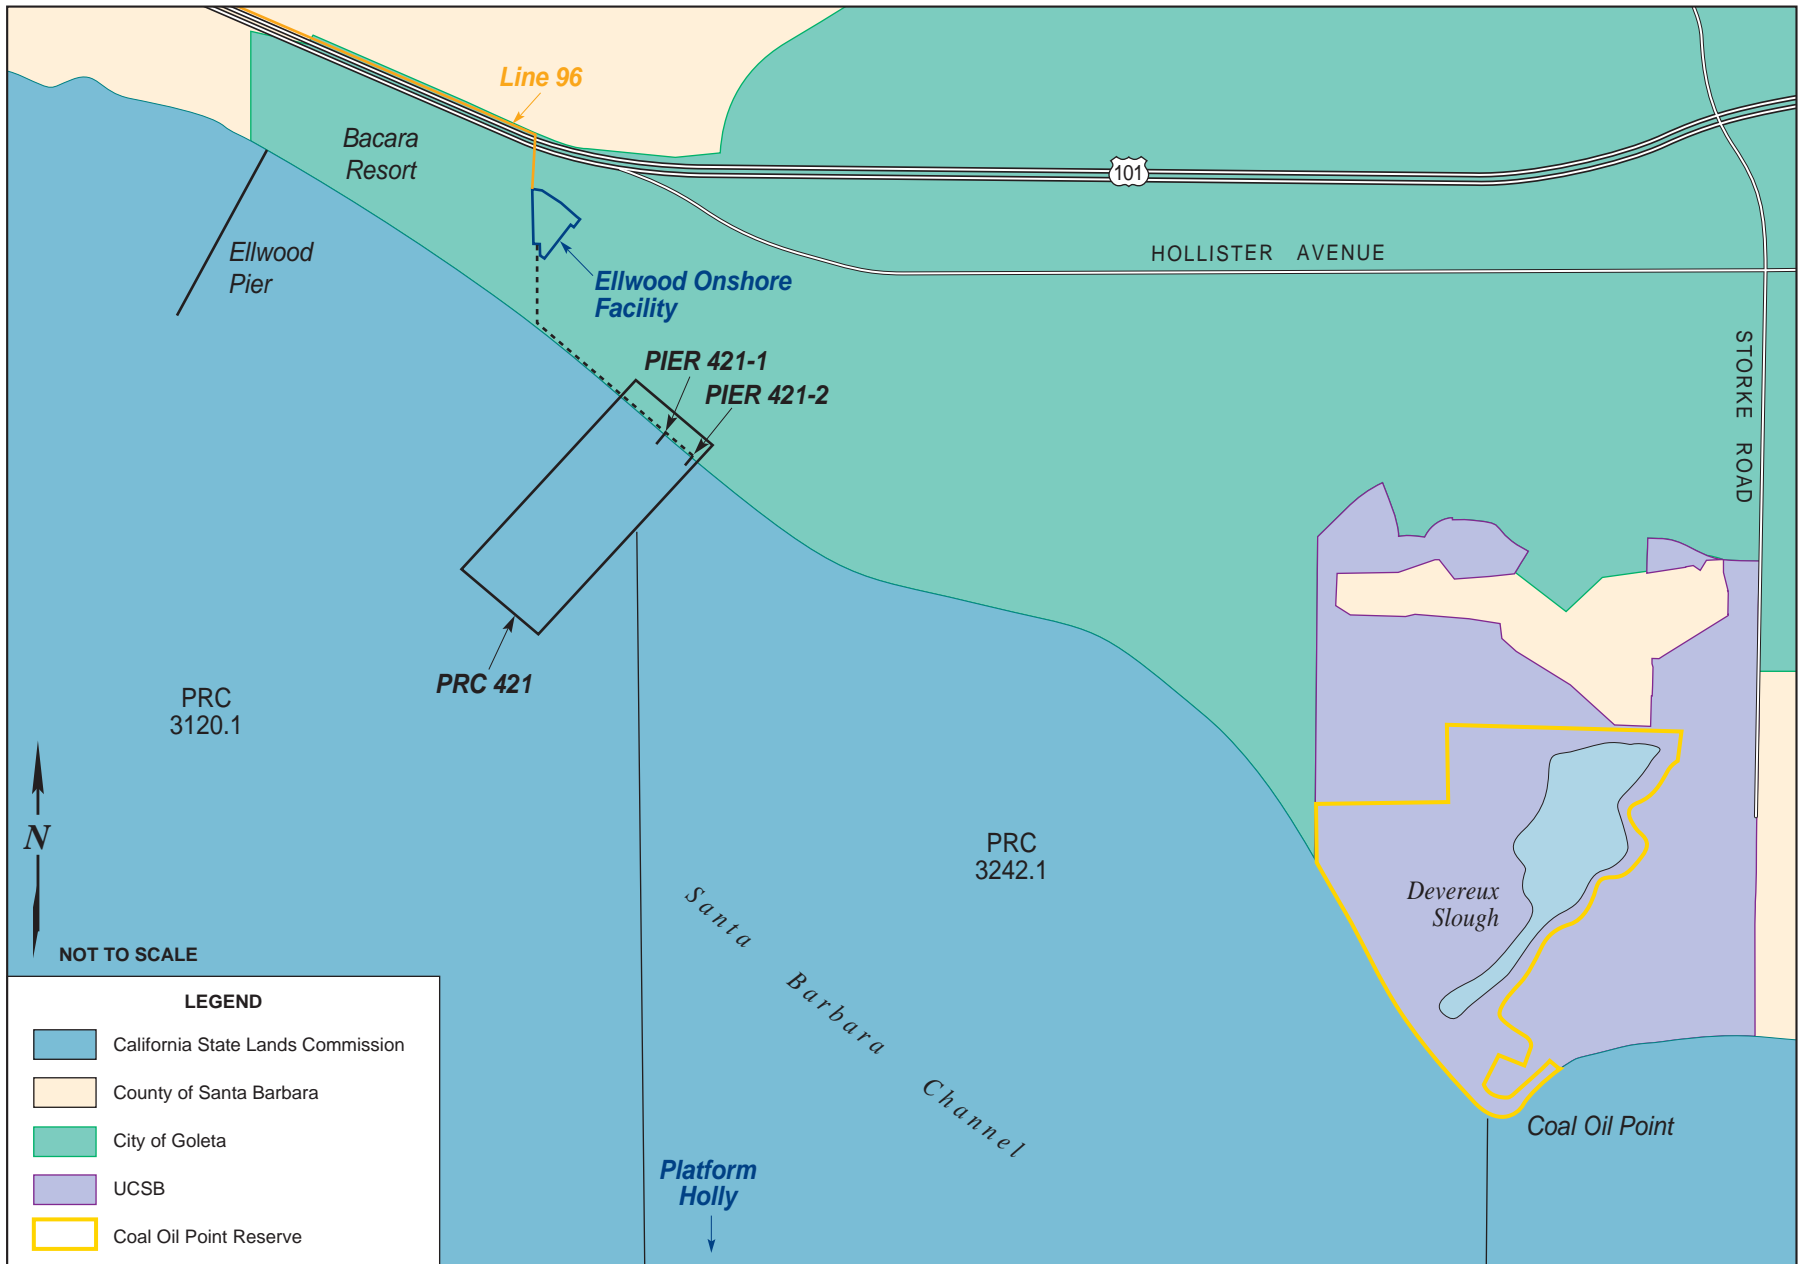 Line 96
Bacara
Resort
101
Ellwood
Pier
HOLLISTER AVENUE
Ellwood Onshore
Facility
PIER 421-1
PIER 421-2
STORKE ROAD
PRC 421
PRC
3120.1
PRC
3242.1
N
Devereux
Slough
Santa Barbara Channel
NOT TO SCALE
Coal Oil Point
Platform
Holly
LEGEND
California State Lands Commission
County of Santa Barbara
City of Goleta
UCSB
Coal Oil Point Reserve